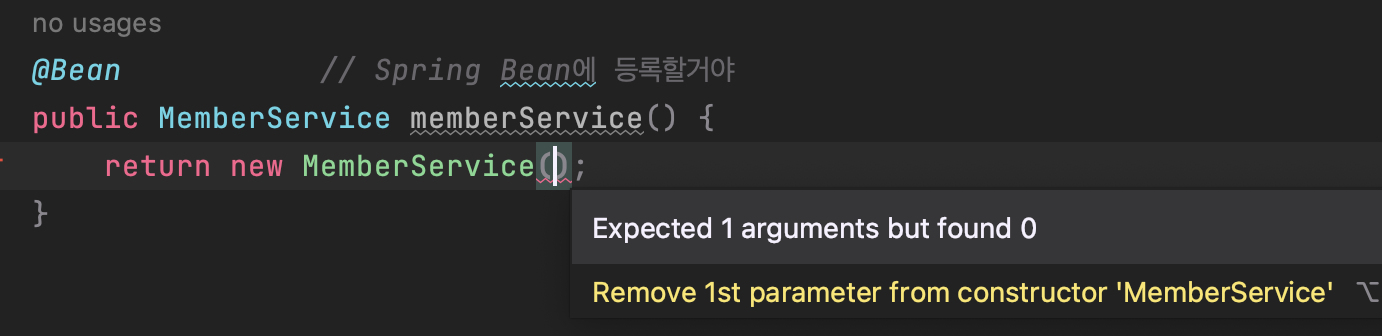 no usages
@Bean // Spring Bean에 등록할거야
public MemberService memberService() {
return new MemberService();
Expected 1 arguments but found 0
}
Remove 1st parameter from constructor 'MemberService' ⌥